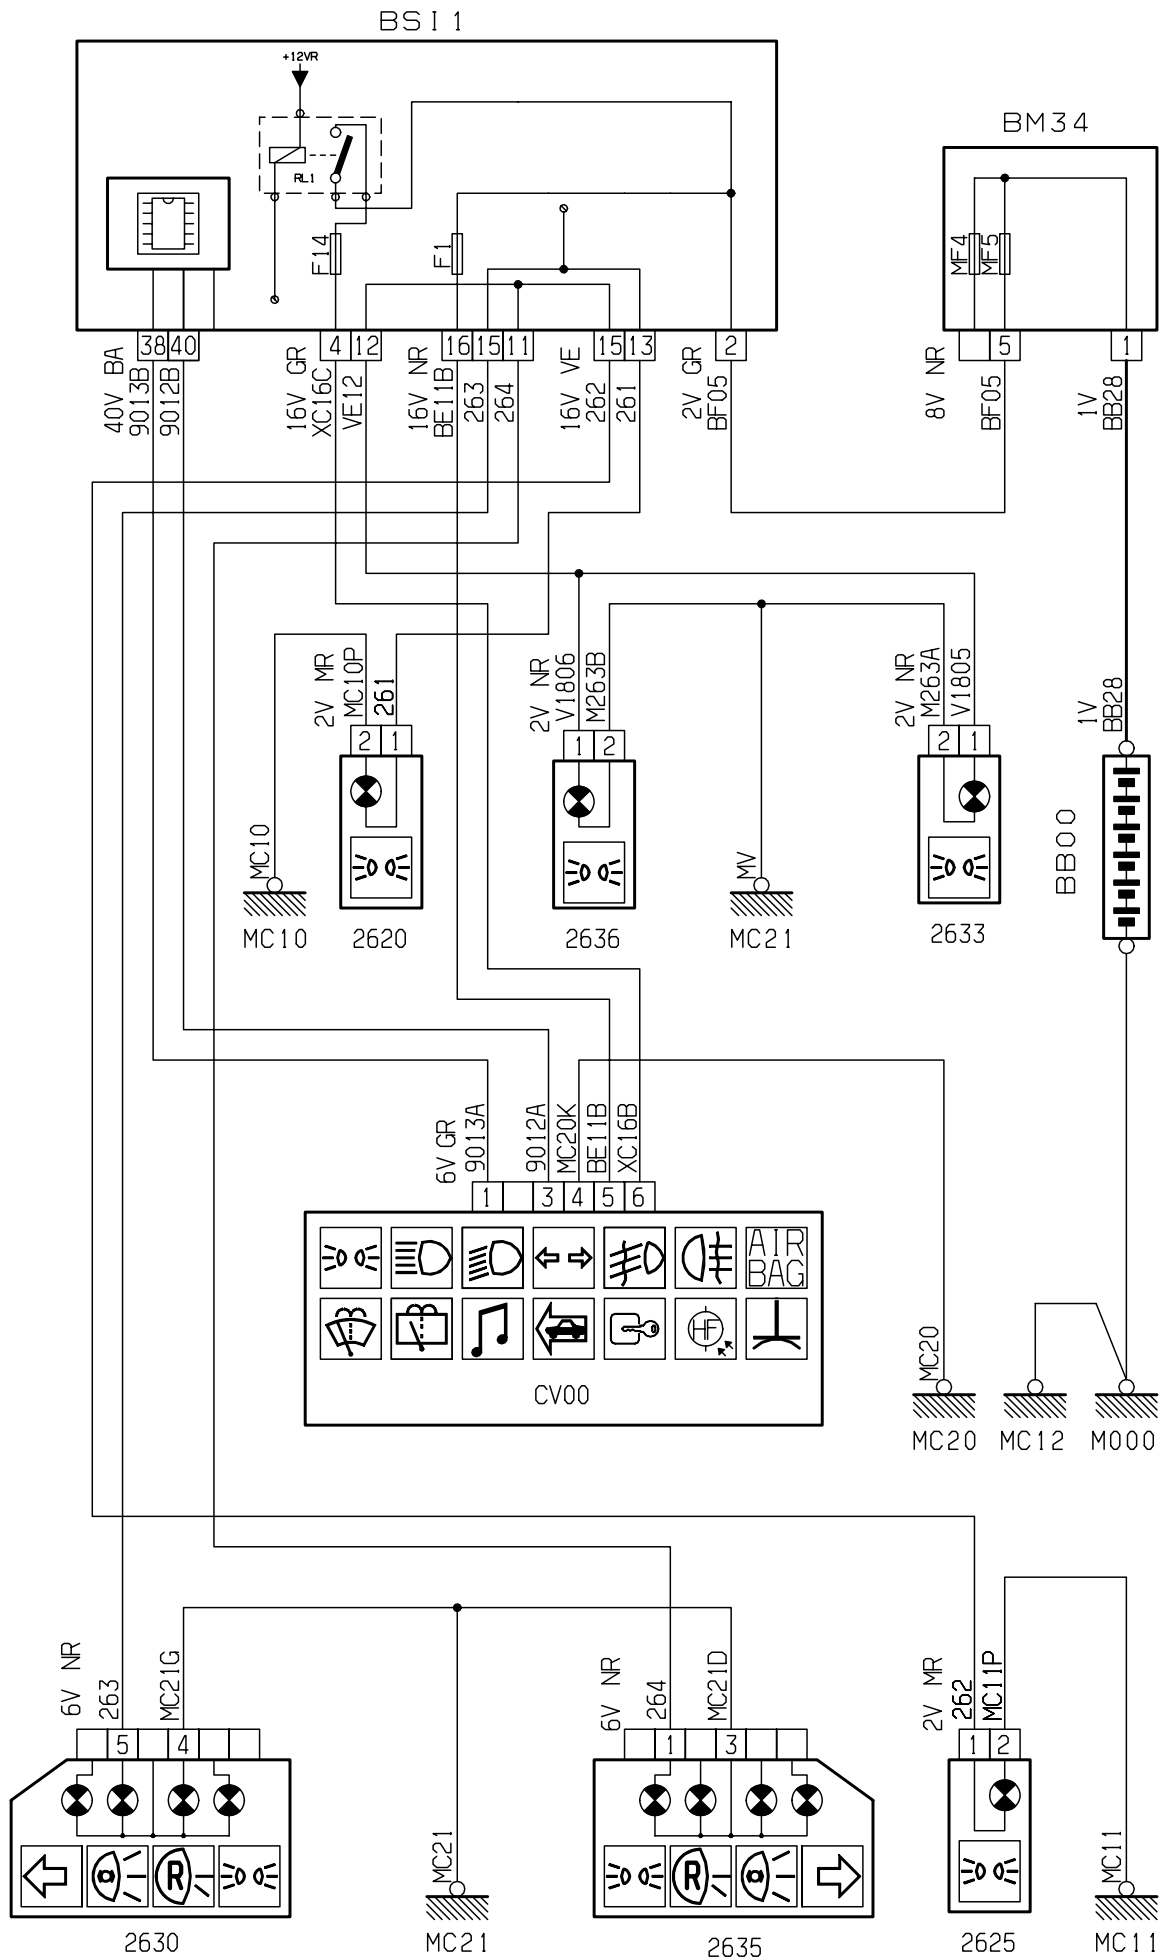 BSI1
+12VR
BM34
RL1
F14
F1
MF4
MF5
38 40
4 12
16 15 11
15 13
2
5
1
40V BA
9013B
9012B
16V GR
XC16C
VE12
16V NR
BE11B
263
264
16V VE
262
261
2V GR
BF05
8V NR
BF05
1V
BB28
2V MR
MC10P
261
2V NR
V1806
M263B
2V NR
M263A
V1805
1V
BB28
2 1
1 2
2 1
MC10
MV
BB00
MC10
2620
2636
MC21
2633
6V GR
9013A
9012A
MC20K
BE11B
XC16B
1 3 4 5 6
AIR
BAG
HF
CV00
MC20
MC20
MC12
M000
6V NR
263
MC21G
6V NR
264
MC21D
2V MR
262
MC11P
5 4
1 3
1 2
R
R
MC21
MC11
2630
MC21
2635
2625
MC11